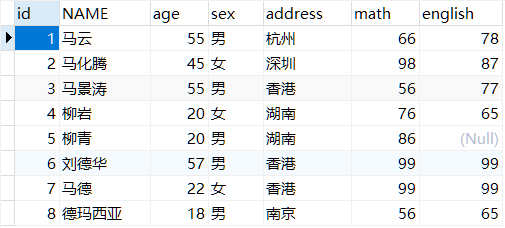 id NAME age sex address math english
1 马云 55 男 杭州 66 78
2 马化腾 45 女 深圳 98 87
3 马景涛 55 男 香港 56 77
4 柳岩 20 女 湖南 76 65
5 柳青 20 男 湖南 86 (Null)
6 刘德华 57 男 香港 99 99
7 马德 22 女 香港 99 99
8 德玛西亚 18 男 南京 56 65